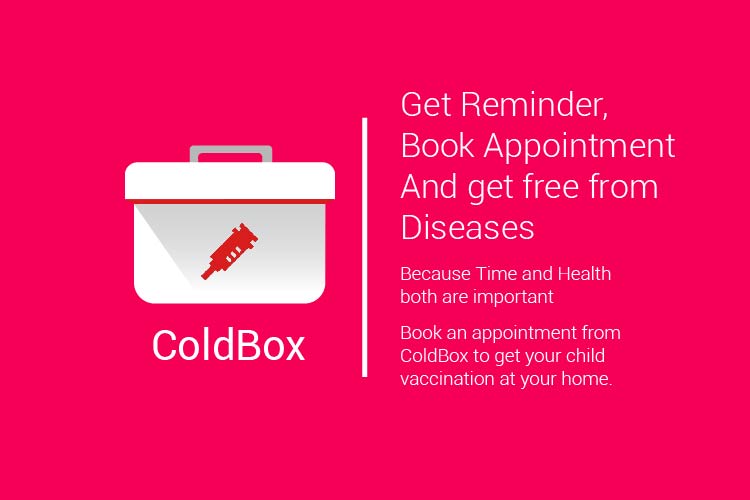 ColdBox
Get Reminder,
Book Appointment
And get free from
Diseases
Because Time and Health
both are important
Book an appointment from
ColdBox to get your child
vaccination at your home.